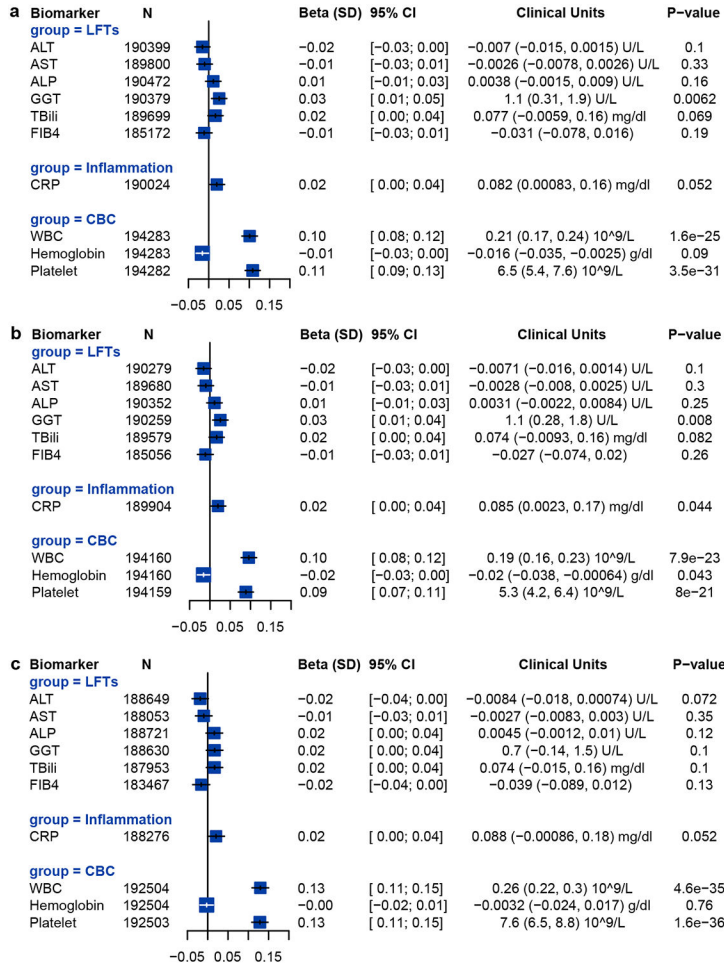 a Biomarker N Beta (SD) 95% CI Clinical Units P−value
group = LFTs
ALT 190399 −0.02 [−0.03; 0.00] −0.007 (−0.015, 0.0015) U/L 0.1
AST 189800 −0.01 [−0.03; 0.01] −0.0026 (−0.0078, 0.0026) U/L 0.33
ALP 190472 0.01 [−0.01; 0.03] 0.0038 (−0.0015, 0.009) U/L 0.16
GGT 190379 0.03 [ 0.01; 0.05] 1.1 (0.31, 1.9) U/L 0.0062
TBili 189699 0.02 [ 0.00; 0.04] 0.077 (−0.0059, 0.16) mg/dl 0.069
FIB4 185172 −0.01 [−0.03; 0.01] −0.031 (−0.078, 0.016) 0.19
group = Inflammation
CRP 190024 0.02 [ 0.00; 0.04] 0.082 (0.00083, 0.16) mg/dl 0.052
group = CBC
WBC 194283 0.10 [ 0.08; 0.12] 0.21 (0.17, 0.24) 10^9/L 1.6e−25
Hemoglobin 194283 −0.01 [−0.03; 0.00] −0.016 (−0.035, −0.0025) g/dl 0.09
Platelet 194282 0.11 [ 0.09; 0.13] 6.5 (5.4, 7.6) 10^9/L 3.5e−31
−0.05 0.05 0.15
b Biomarker N Beta (SD) 95% CI Clinical Units P-value
group = LFTs
ALT 190279 −0.02 [−0.03; 0.00] −0.0071 (−0.016, 0.0014) U/L 0.1
AST 189680 −0.01 [−0.03; 0.01] −0.0028 (−0.008, 0.0025) U/L 0.3
ALP 190352 0.01 [−0.01; 0.03] 0.0031 (−0.0022, 0.0084) U/L 0.25
GGT 190259 0.03 [ 0.01; 0.04] 1.1 (0.28, 1.8) U/L 0.008
TBili 189579 0.02 [ 0.00; 0.04] 0.074 (−0.0093, 0.16) mg/dl 0.082
FIB4 185056 −0.01 [−0.03; 0.01] −0.027 (−0.074, 0.02) 0.26
group = Inflammation
CRP 189904 0.02 [ 0.00; 0.04] 0.085 (0.0023, 0.17) mg/dl 0.044
group = CBC
WBC 194160 0.10 [ 0.08; 0.12] 0.19 (0.16, 0.23) 10^9/L 7.9e−23
Hemoglobin 194160 −0.02 [−0.03; 0.00] −0.02 (−0.038, −0.00064) g/dl 0.043
Platelet 194159 0.09 [ 0.07; 0.11] 5.3 (4.2, 6.4) 10^9/L 8e−21
−0.05 0.05 0.15
c Biomarker N Beta (SD) 95% CI Clinical Units P−value
group = LFTs
ALT 188649 −0.02 [−0.04; 0.00] −0.0084 (−0.018, 0.00074) U/L 0.072
AST 188053 −0.01 [−0.03; 0.01] −0.0027 (−0.0083, 0.003) U/L 0.35
ALP 188721 0.02 [ 0.00; 0.04] 0.0045 (−0.0012, 0.01) U/L 0.12
GGT 188630 0.02 [ 0.00; 0.04] 0.7 (−0.14, 1.5) U/L 0.1
TBili 187953 0.02 [ 0.00; 0.04] 0.074 (−0.015, 0.16) mg/dl 0.1
FIB4 183467 −0.02 [−0.04; 0.00] −0.039 (−0.089, 0.012) 0.13
group = Inflammation
CRP 188276 0.02 [ 0.00; 0.04] 0.088 (−0.00086, 0.18) mg/dl 0.052
group = CBC
WBC 192504 0.13 [ 0.11; 0.15] 0.26 (0.22, 0.3) 10^9/L 4.6e−35
Hemoglobin 192504 −0.00 [−0.02; 0.01] −0.0032 (−0.024, 0.017) g/dl 0.76
Platelet 192503 0.13 [ 0.11; 0.15] 7.6 (6.5, 8.8) 10^9/L 1.6e−36
−0.05 0.05 0.15